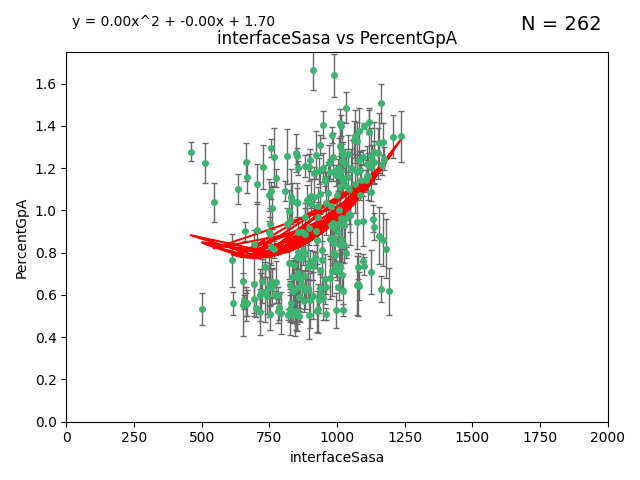 y = 0.00x^2 + -0.00x + 1.70
N = 262
interfaceSasa vs PercentGpA
PercentGpA
1.6
1.4
1.2
1.0
0.8
0.6
0.4
0.2
0.0
0 250 500 750 1000 1250 1500 1750 2000
interfaceSasa